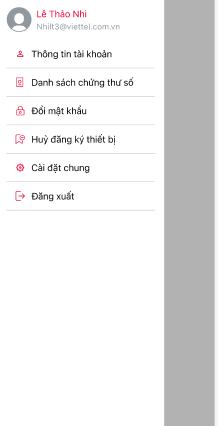 Lê Thảo Nhi
Nhilt3@viettel.com.vn
Thông tin tài khoản
Danh sách chứng thư số
Đổi mật khẩu
Huỷ đăng ký thiết bị
Cài đặt chung
Đăng xuất